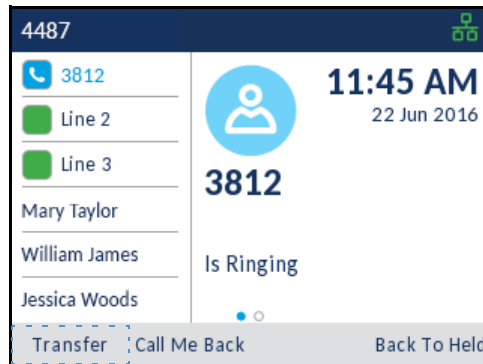 4487
3812
Line 2
Line 3
Mary Taylor
William James
Jessica Woods
11:45 AM
22 Jun 2016
3812
Is Ringing
Transfer Call Me Back Back To Held